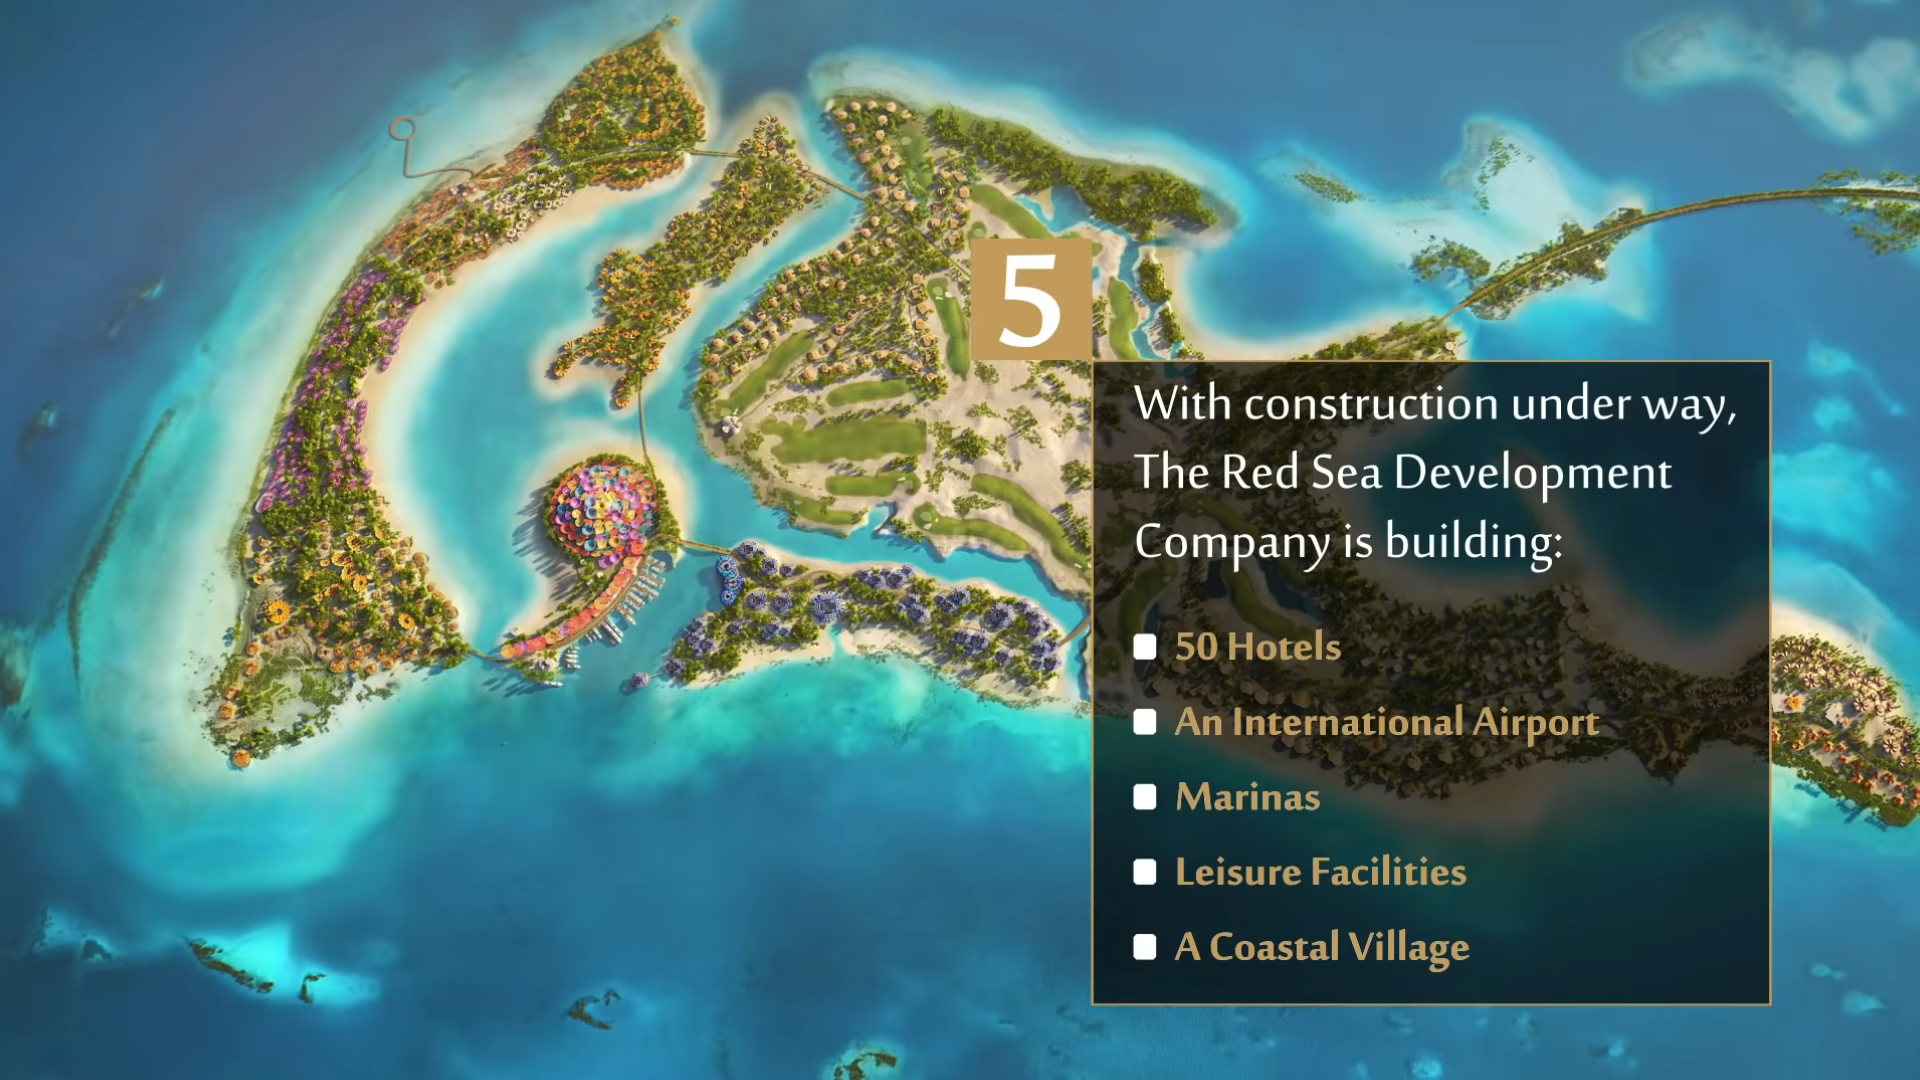 5
With construction under way,
The Red Sea Development
Company is building:
50 Hotels
An International Airport
Marinas
Leisure Facilities
A Coastal Village